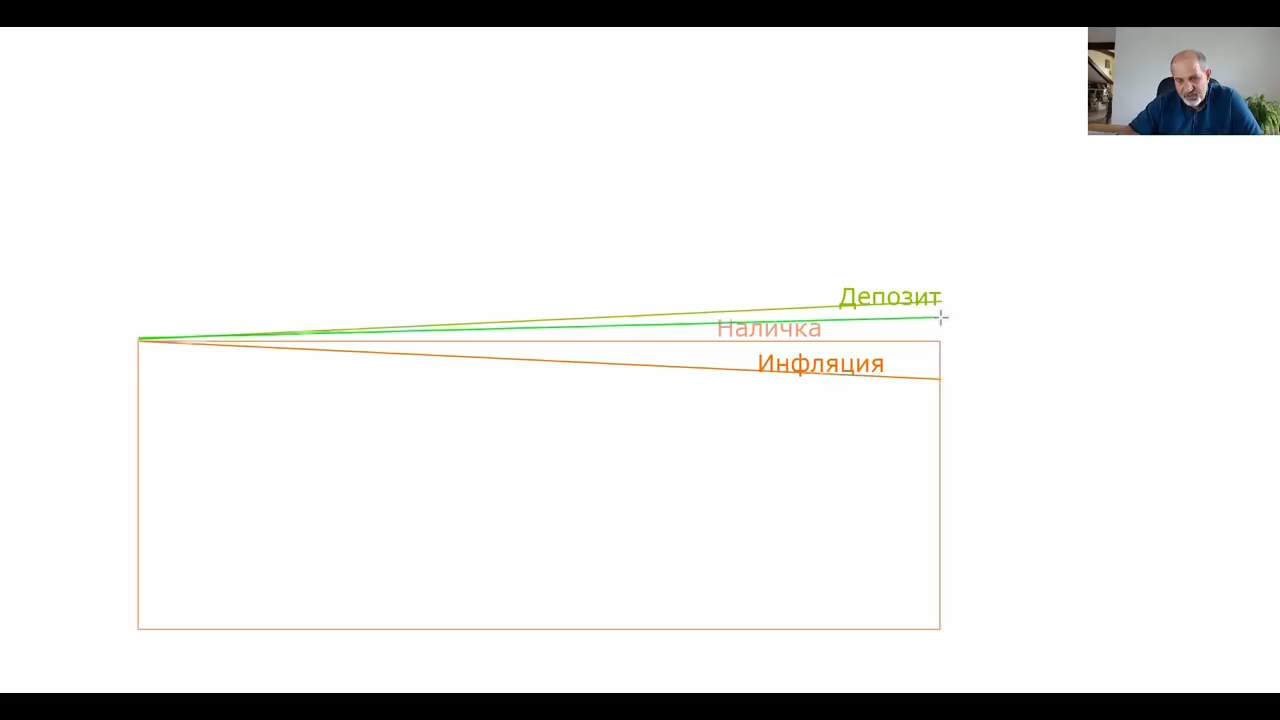 Депозит
Наличка
Инфляция